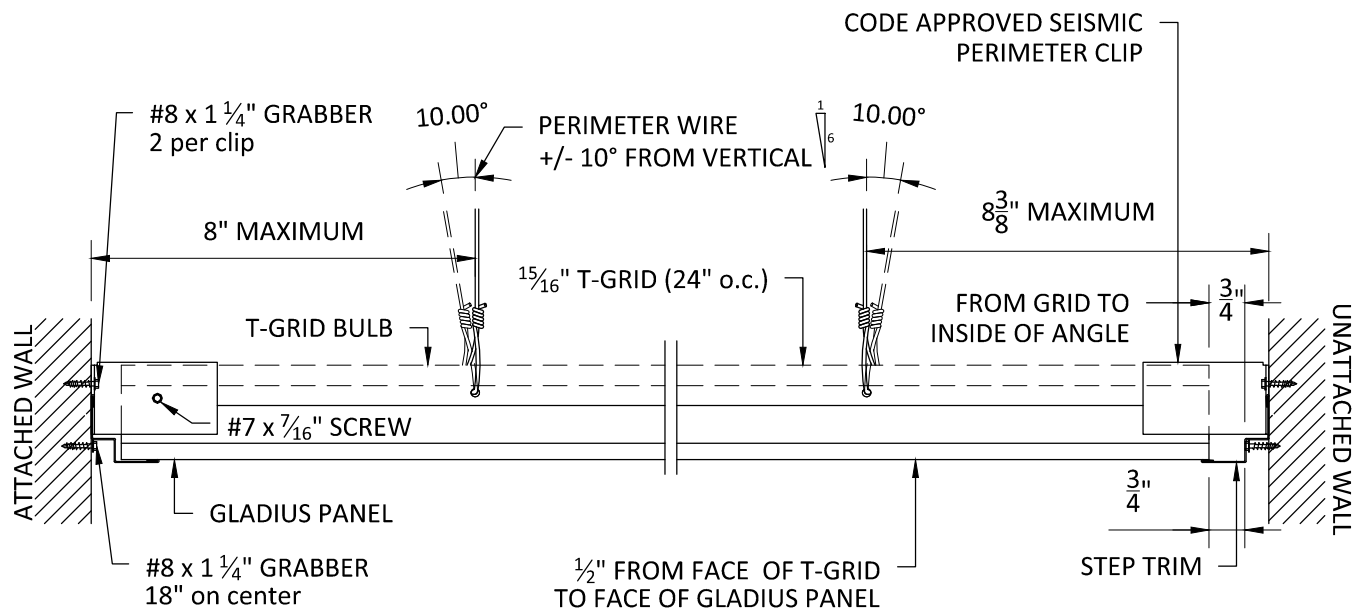 CODE APPROVED SEISMIC
PERIMETER CLIP
#8 x 1 ¼" GRABBER
2 per clip
10.00°
PERIMETER WIRE
+/- 10° FROM VERTICAL
1
6
10.00°
8" MAXIMUM
8 3/8" MAXIMUM
15/16" T-GRID (24" o.c.)
T-GRID BULB
FROM GRID TO
INSIDE OF ANGLE
3/4"
ATTACHED WALL
UNATTACHED WALL
#7 x 7/16" SCREW
GLADIUS PANEL
3/4"
#8 x 1 ¼" GRABBER
18" on center
½" FROM FACE OF T-GRID
TO FACE OF GLADIUS PANEL
STEP TRIM